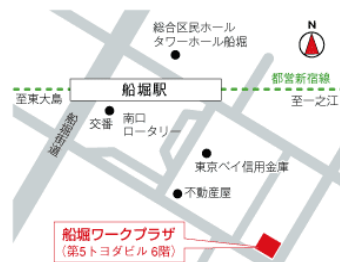 総合区民ホール
タワーホール船堀
N
都営新宿線
船堀駅
至東大島
至一之江
船堀街道
交番
南口
ロータリー
東京ベイ信用金庫
不動産屋
船堀ワークプラザ
(第5トヨダビル 6階)